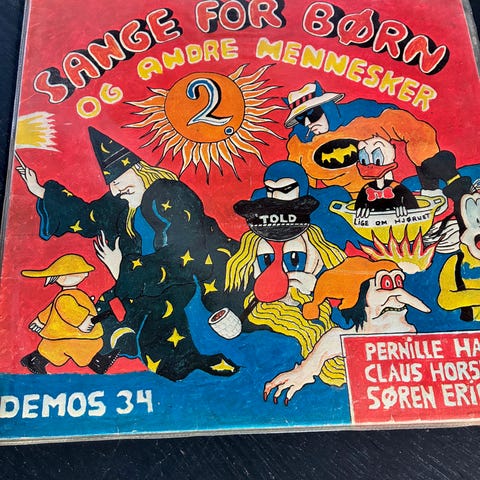 SANGE FOR BØRN
OG ANDRE MENNESKER
2.
TOLD
LIGE OM HJØRNET
PERNILLE HA
CLAUS HORS
SØREN ERI
DEMOS 34